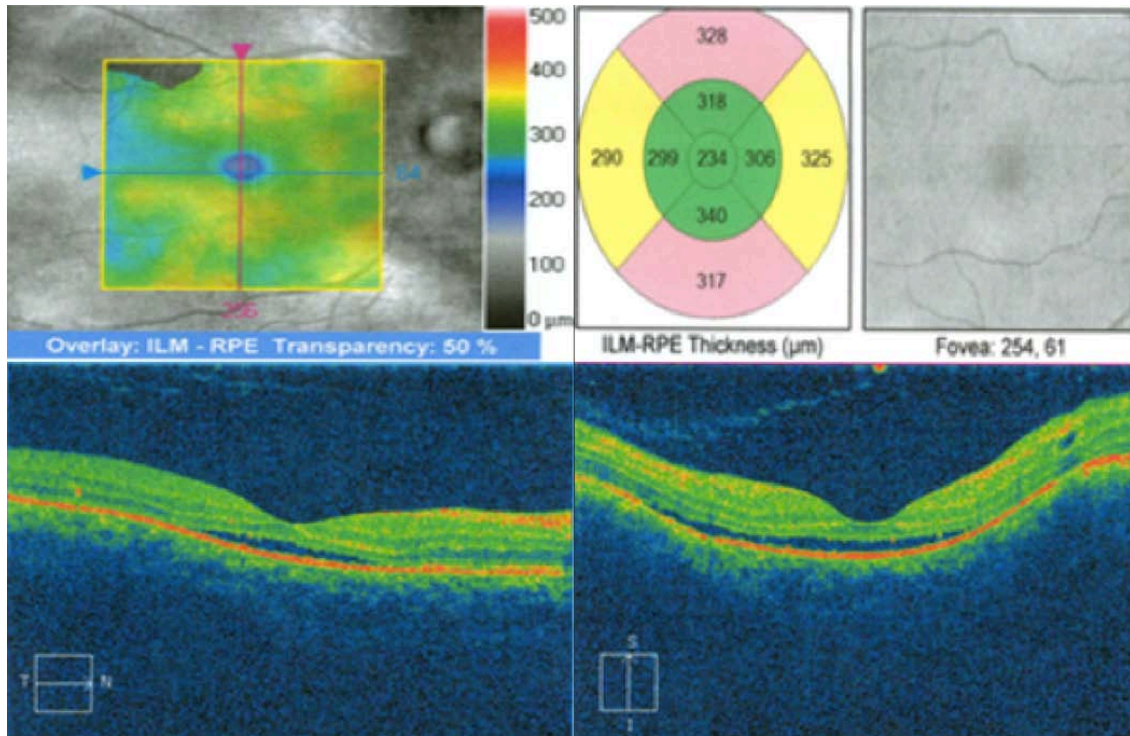 500
400
300
200
100
0 µm
256
Overlay: ILM - RPE Transparency: 50 %
328
318
290
299
234
306
325
340
317
ILM-RPE Thickness (µm)
Fovea: 254, 61
T
N
S
I